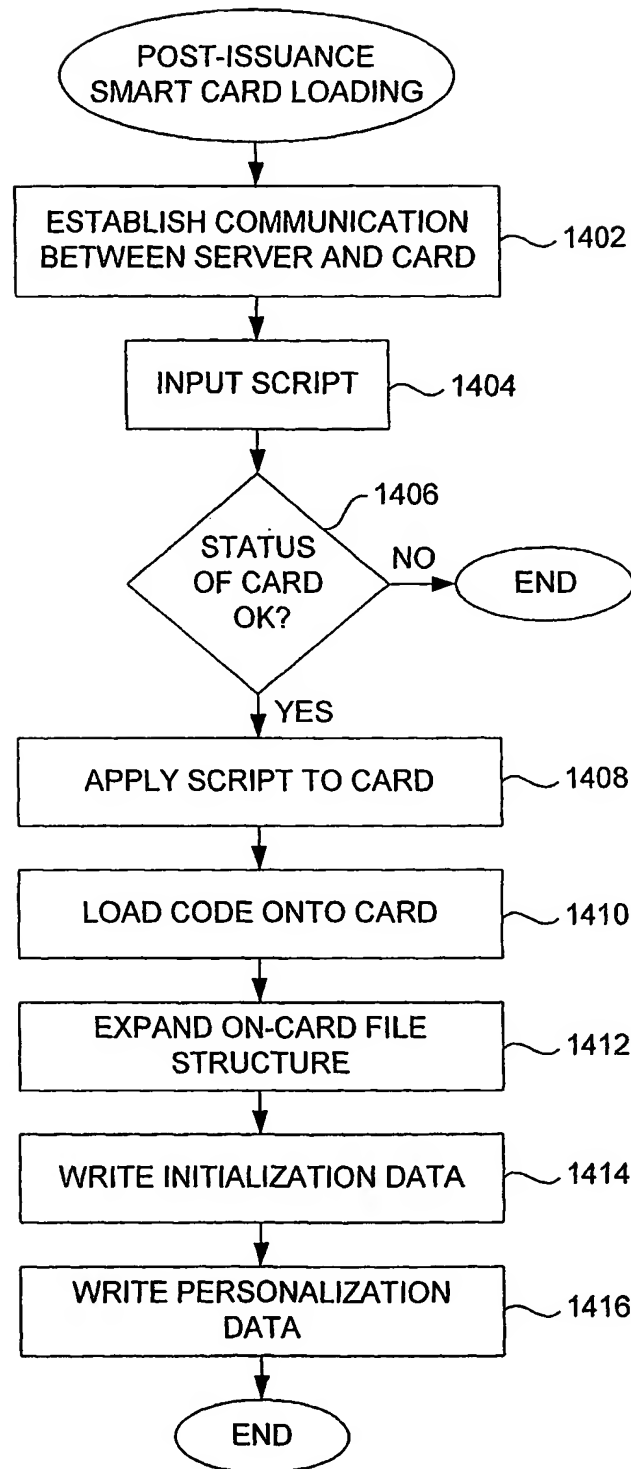 POST-ISSUANCE
SMART CARD LOADING
ESTABLISH COMMUNICATION
BETWEEN SERVER AND CARD
1402
INPUT SCRIPT
1404
1406
STATUS
OF CARD
OK?
NO
END
YES
APPLY SCRIPT TO CARD
1408
LOAD CODE ONTO CARD
1410
EXPAND ON-CARD FILE
STRUCTURE
1412
WRITE INITIALIZATION DATA
1414
WRITE PERSONALIZATION
DATA
1416
END